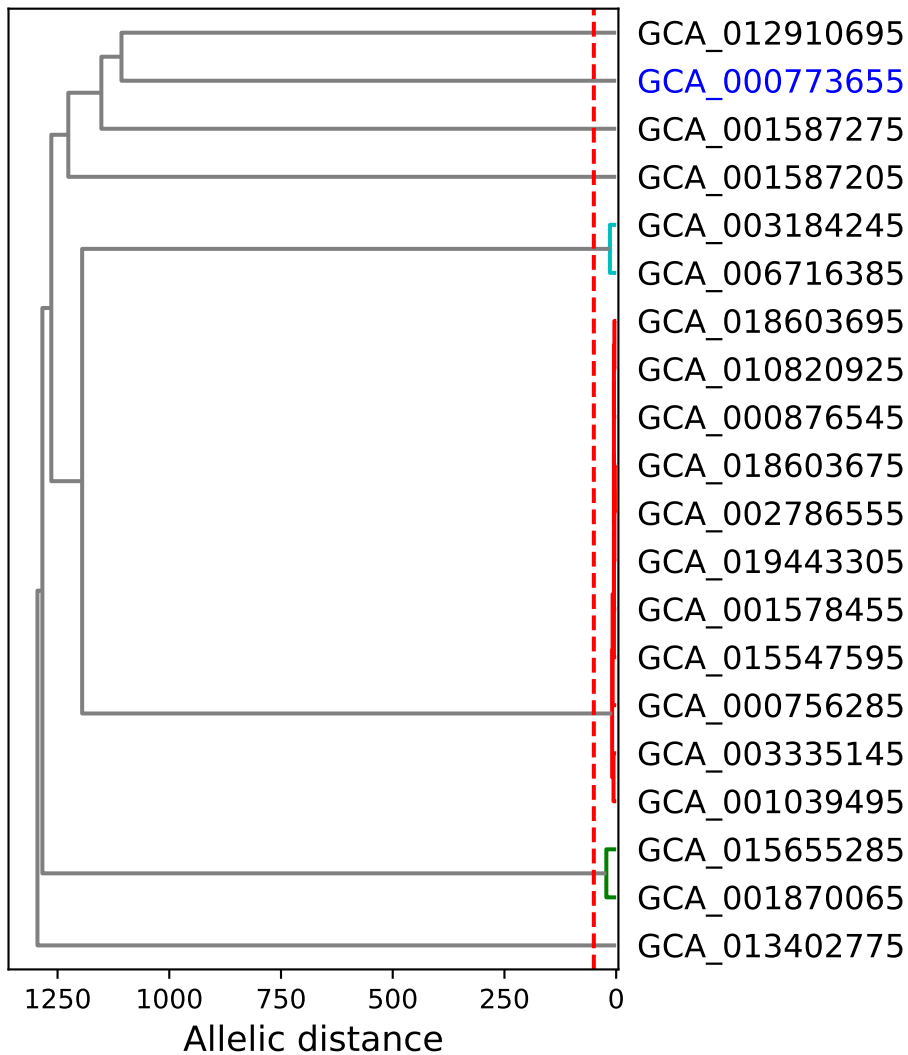 GCA_012910695
GCA_000773655
GCA_001587275
GCA_001587205
GCA_003184245
GCA_006716385
GCA_018603695
GCA_010820925
GCA_000876545
GCA_018603675
GCA_002786555
GCA_019443305
GCA_001578455
GCA_015547595
GCA_000756285
GCA_003335145
GCA_001039495
GCA_015655285
GCA_001870065
GCA_013402775
1250 1000 750 500 250 0
Allelic distance